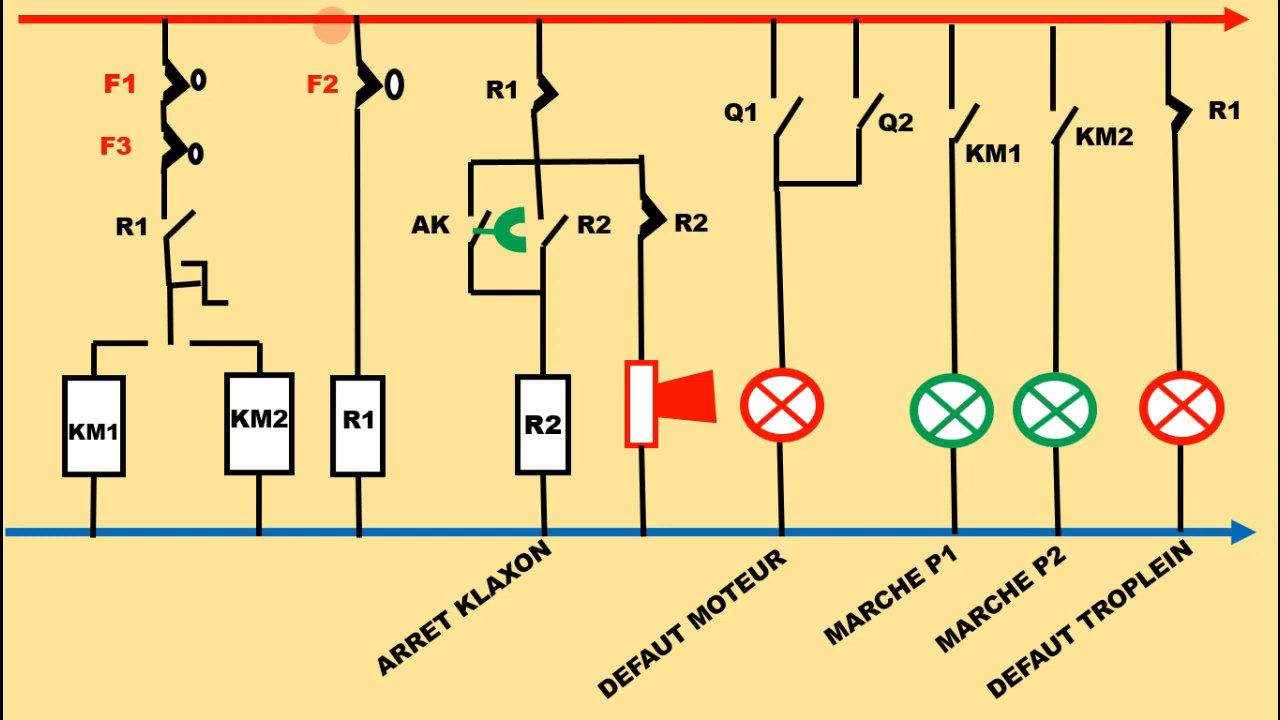 F1
F3
R1
KM1
KM2
F2
R1
R1
AK
R2
R2
R2
Q1
Q2
KM1
KM2
R1
ARRET KLAXON
DEFAUT MOTEUR
MARCHE P1
MARCHE P2
DEFAUT TROPLEIN